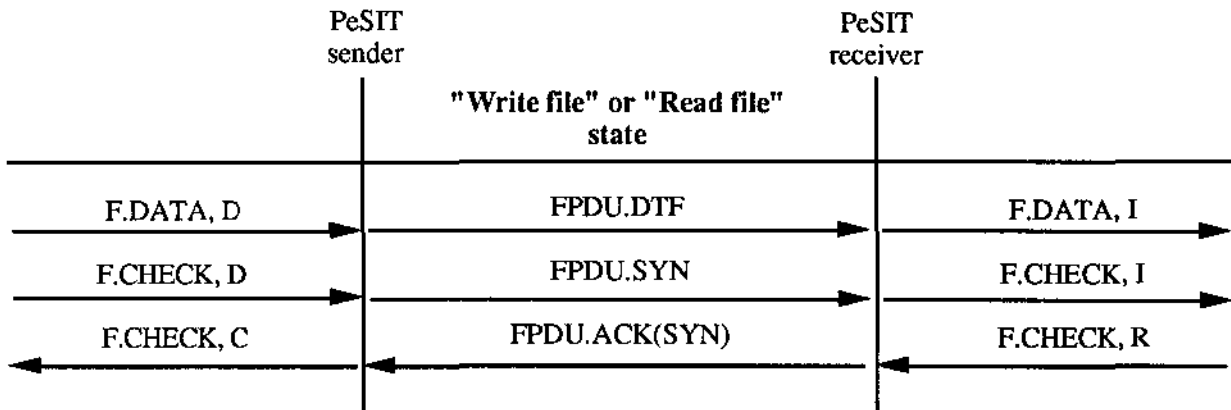 PeSIT
sender
PeSIT
receiver
"Write file" or "Read file"
state
F.DATA, D
FPDU.DTF
F.DATA, I
F.CHECK, D
FPDU.SYN
F.CHECK, I
F.CHECK, C
FPDU.ACK(SYN)
F.CHECK, R